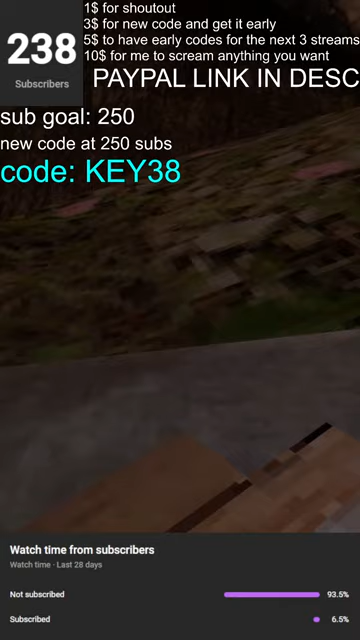 238
Subscribers
1$ for shoutout
3$ for new code and get it early
5$ to have early codes for the next 3 streams
10$ for me to scream anything you want
PAYPAL LINK IN DESC
sub goal: 250
new code at 250 subs
code: KEY38
Watch time from subscribers
Watch time · Last 28 days
Not subscribed 93.5%
Subscribed 6.5%